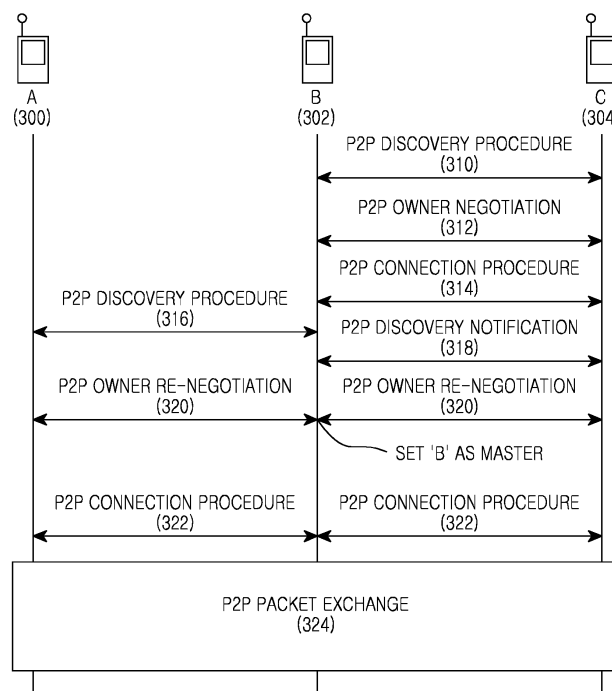 A
(300)
B
(302)
C
(304)
P2P DISCOVERY PROCEDURE
(310)
P2P OWNER NEGOTIATION
(312)
P2P CONNECTION PROCEDURE
(314)
P2P DISCOVERY PROCEDURE
(316)
P2P DISCOVERY NOTIFICATION
(318)
P2P OWNER RE-NEGOTIATION
(320)
P2P OWNER RE-NEGOTIATION
(320)
SET 'B' AS MASTER
P2P CONNECTION PROCEDURE
(322)
P2P CONNECTION PROCEDURE
(322)
P2P PACKET EXCHANGE
(324)